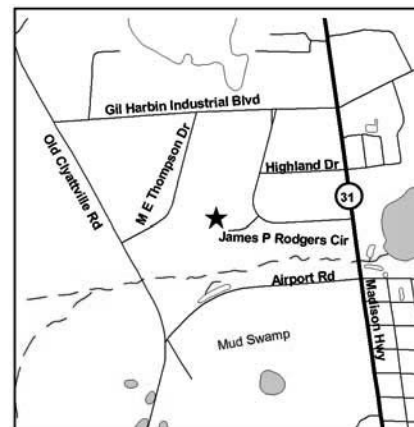 Gil Harbin Industrial Blvd
Old Clyattville Rd
M E Thompson Dr
Highland Dr
31
James P Rodgers Cir
Airport Rd
Madison Hwy
Mud Swamp